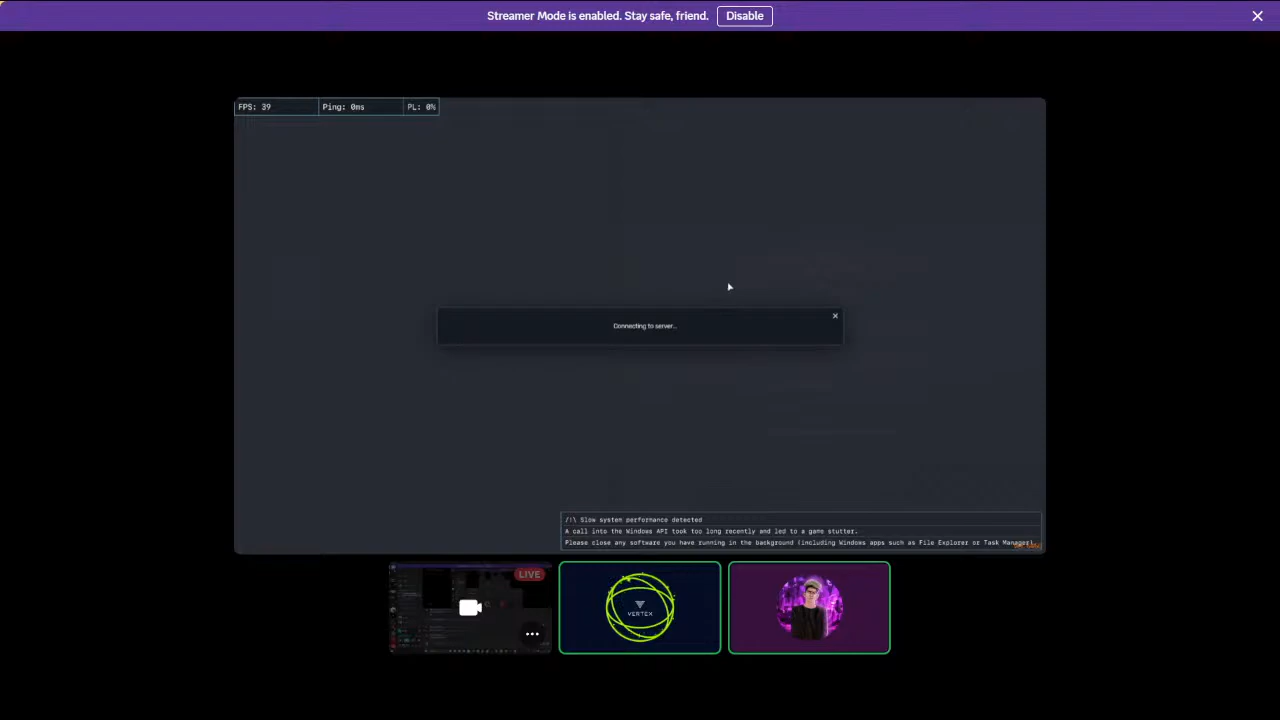 Streamer Mode is enabled. Stay safe, friend. Disable
FPS: 39 Ping: 0ms PL: 0%
Connecting to server...
/!\ Slow system performance detected
A call into the Windows API took too long recently and led to a game stutter.
Please close any software you have running in the background (including Windows apps such as File Explorer or Task Manager).
LIVE
VERTEX